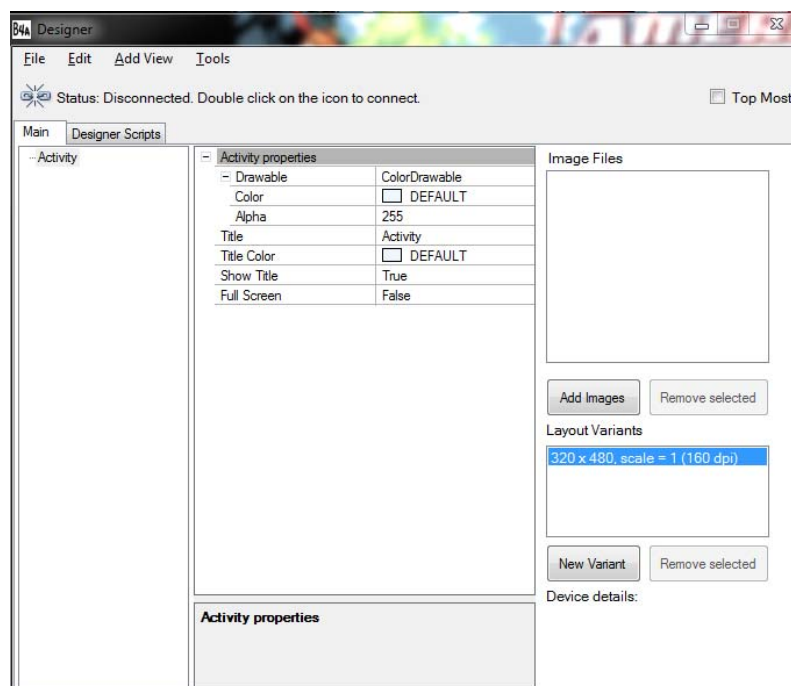 B4A Designer
File Edit Add View Tools
Status: Disconnected. Double click on the icon to connect.
Top Most
Main Designer Scripts
Activity
Activity properties
Drawable ColorDrawable
Color DEFAULT
Alpha 255
Title Activity
Title Color DEFAULT
Show Title True
Full Screen False
Image Files
Add Images Remove selected
Layout Variants
320 x 480, scale = 1 (160 dpi)
New Variant Remove selected
Device details:
Activity properties